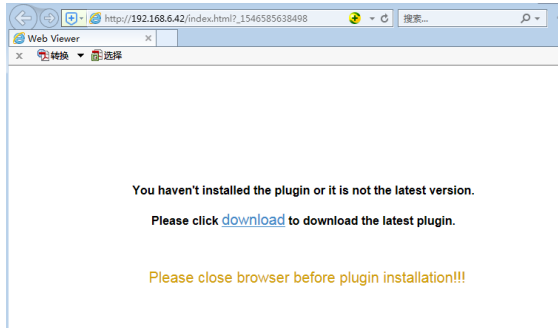 http://192.168.6.42/index.html?_1546585638498
搜索...
Web Viewer
x 转换 选择
You haven't installed the plugin or it is not the latest version.
Please click download to download the latest plugin.
Please close browser before plugin installation!!!